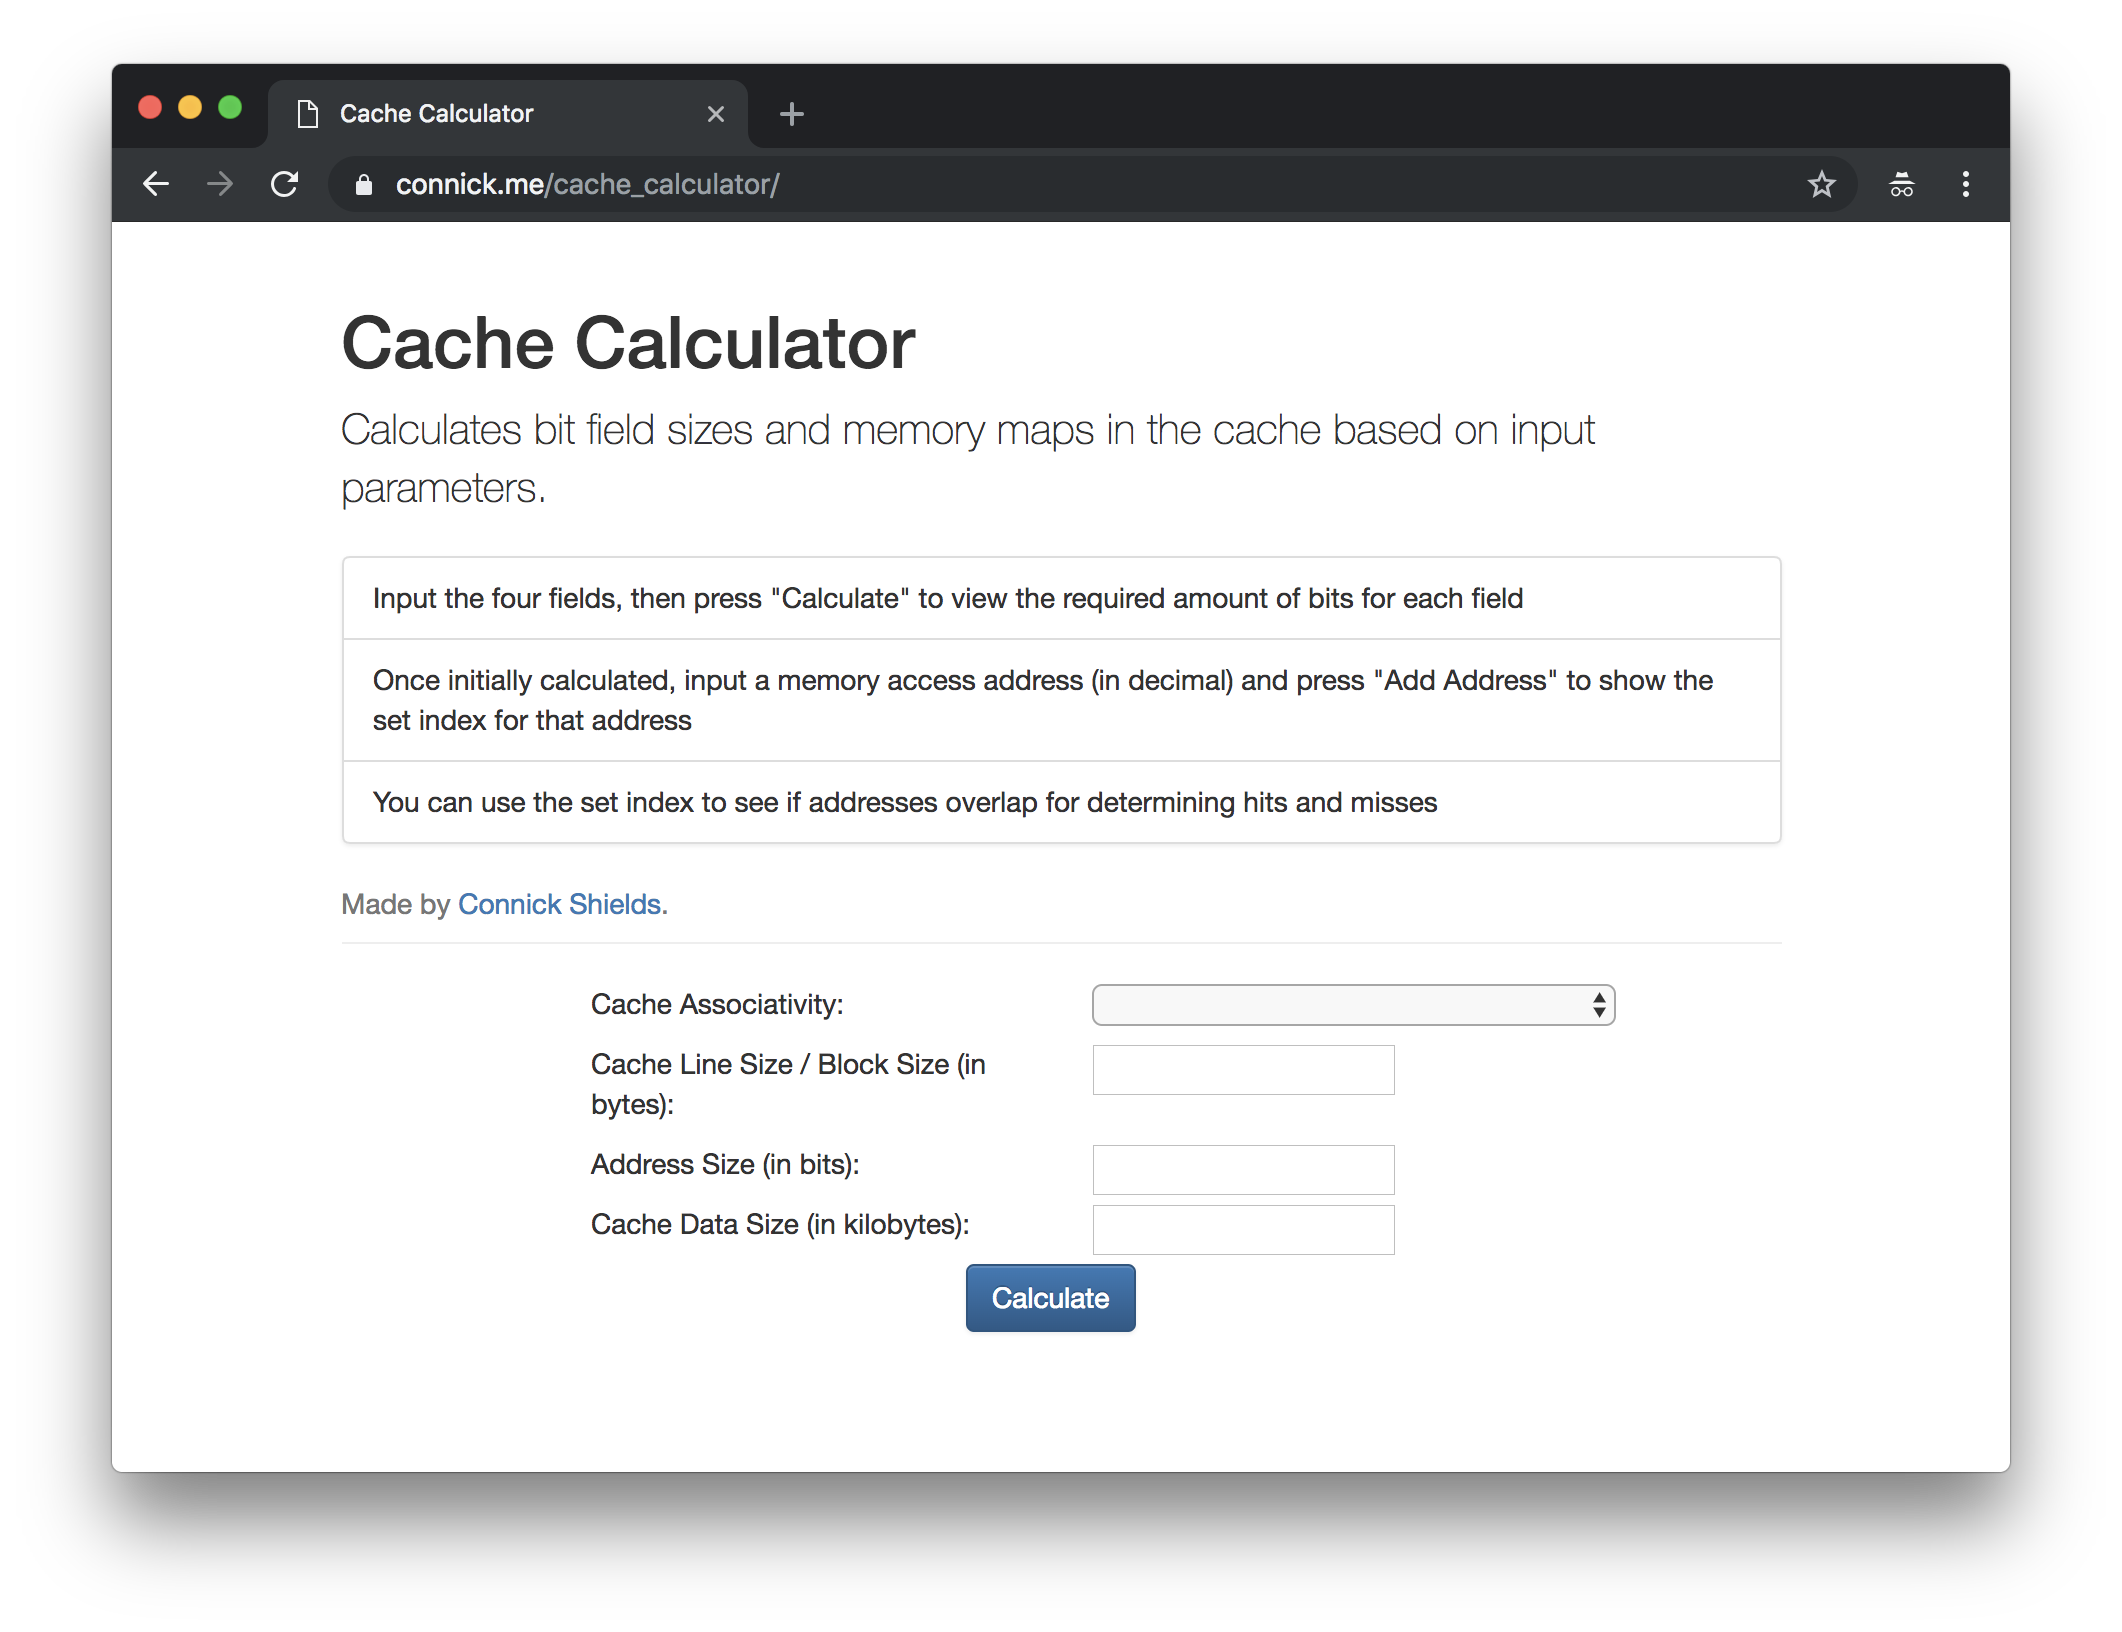 Cache Calculator
connick.me/cache_calculator/
Cache Calculator
Calculates bit field sizes and memory maps in the cache based on input
parameters.
Input the four fields, then press "Calculate" to view the required amount of bits for each field
Once initially calculated, input a memory access address (in decimal) and press "Add Address" to show the
set index for that address
You can use the set index to see if addresses overlap for determining hits and misses
Made by Connick Shields.
Cache Associativity:
Cache Line Size / Block Size (in
bytes):
Address Size (in bits):
Cache Data Size (in kilobytes):
Calculate